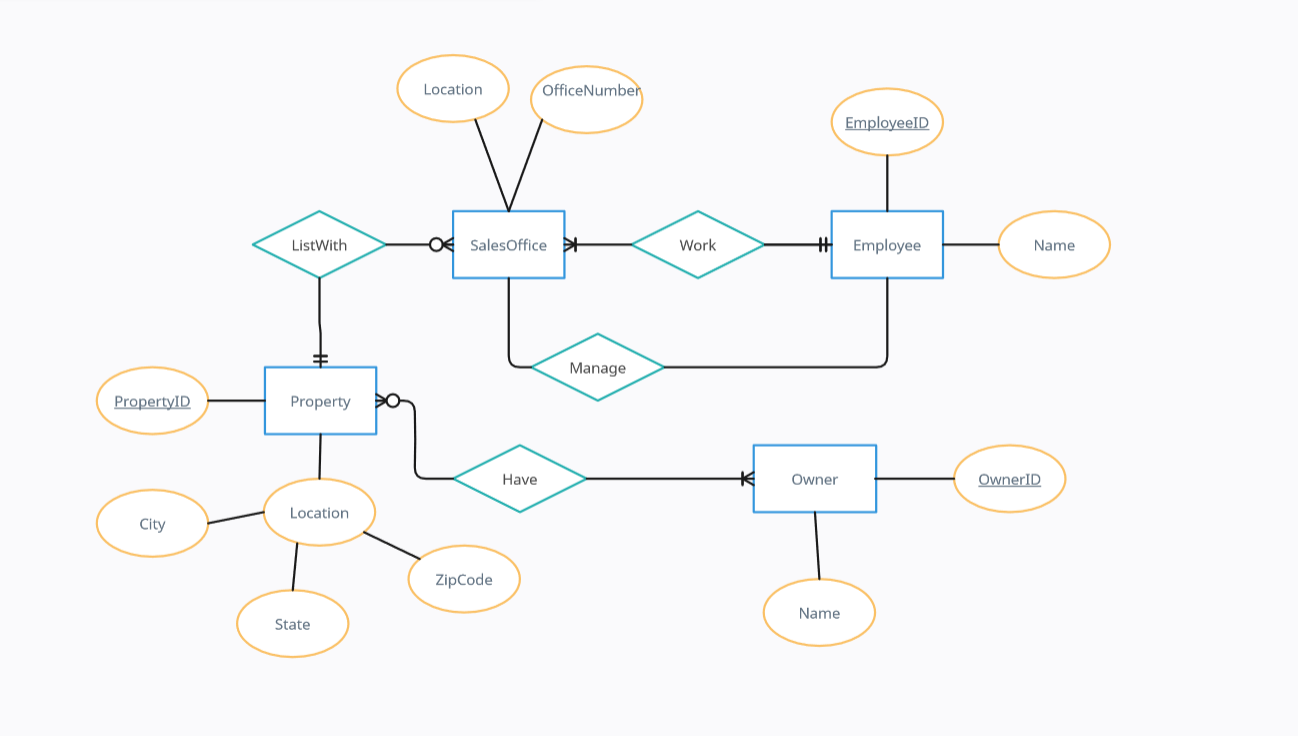 Location
OfficeNumber
EmployeeID
ListWith
SalesOffice
Work
Employee
Name
Manage
PropertyID
Property
Have
Owner
OwnerID
City
Location
ZipCode
State
Name